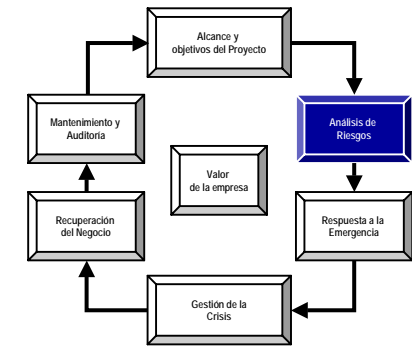 Alcance y
objetivos del Proyecto
Análisis de
Riesgos
Respuesta a la
Emergencia
Gestión de la
Crisis
Recuperación
del Negocio
Mantenimiento y
Auditoría
Valor
de la empresa